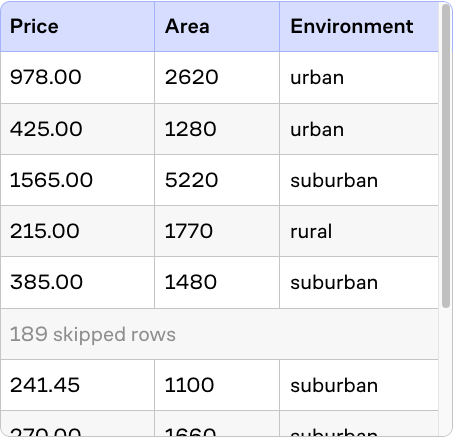 Price Area Environment
978.00 2620 urban
425.00 1280 urban
1565.00 5220 suburban
215.00 1770 rural
385.00 1480 suburban
189 skipped rows
241.45 1100 suburban
270.00 1660 suburban